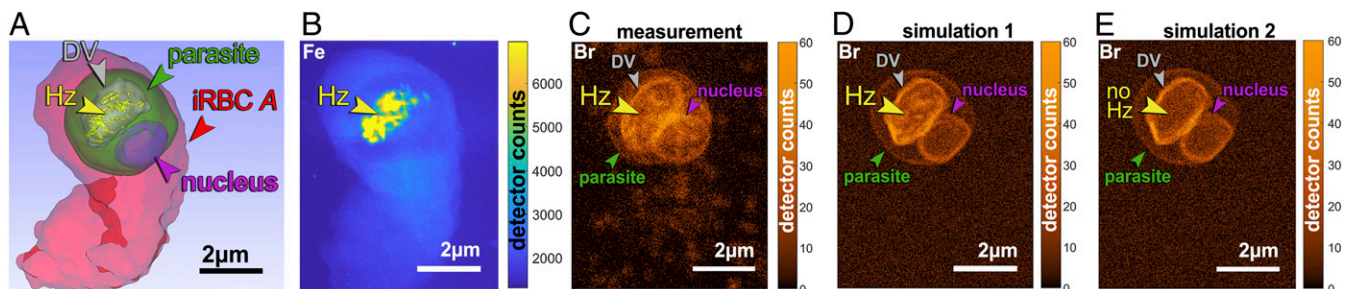 A
DV
parasite
Hz
iRBC A
nucleus
2µm
B
Fe
Hz
2µm
6000
5000
4000
3000
2000
detector counts
C
measurement
Br
DV
Hz
nucleus
parasite
2µm
60
50
40
30
20
10
0
detector counts
D
simulation 1
Br
DV
Hz
nucleus
parasite
2µm
60
50
40
30
20
10
0
detector counts
E
simulation 2
Br
DV
no
Hz
nucleus
parasite
2µm
60
50
40
30
20
10
0
detector counts